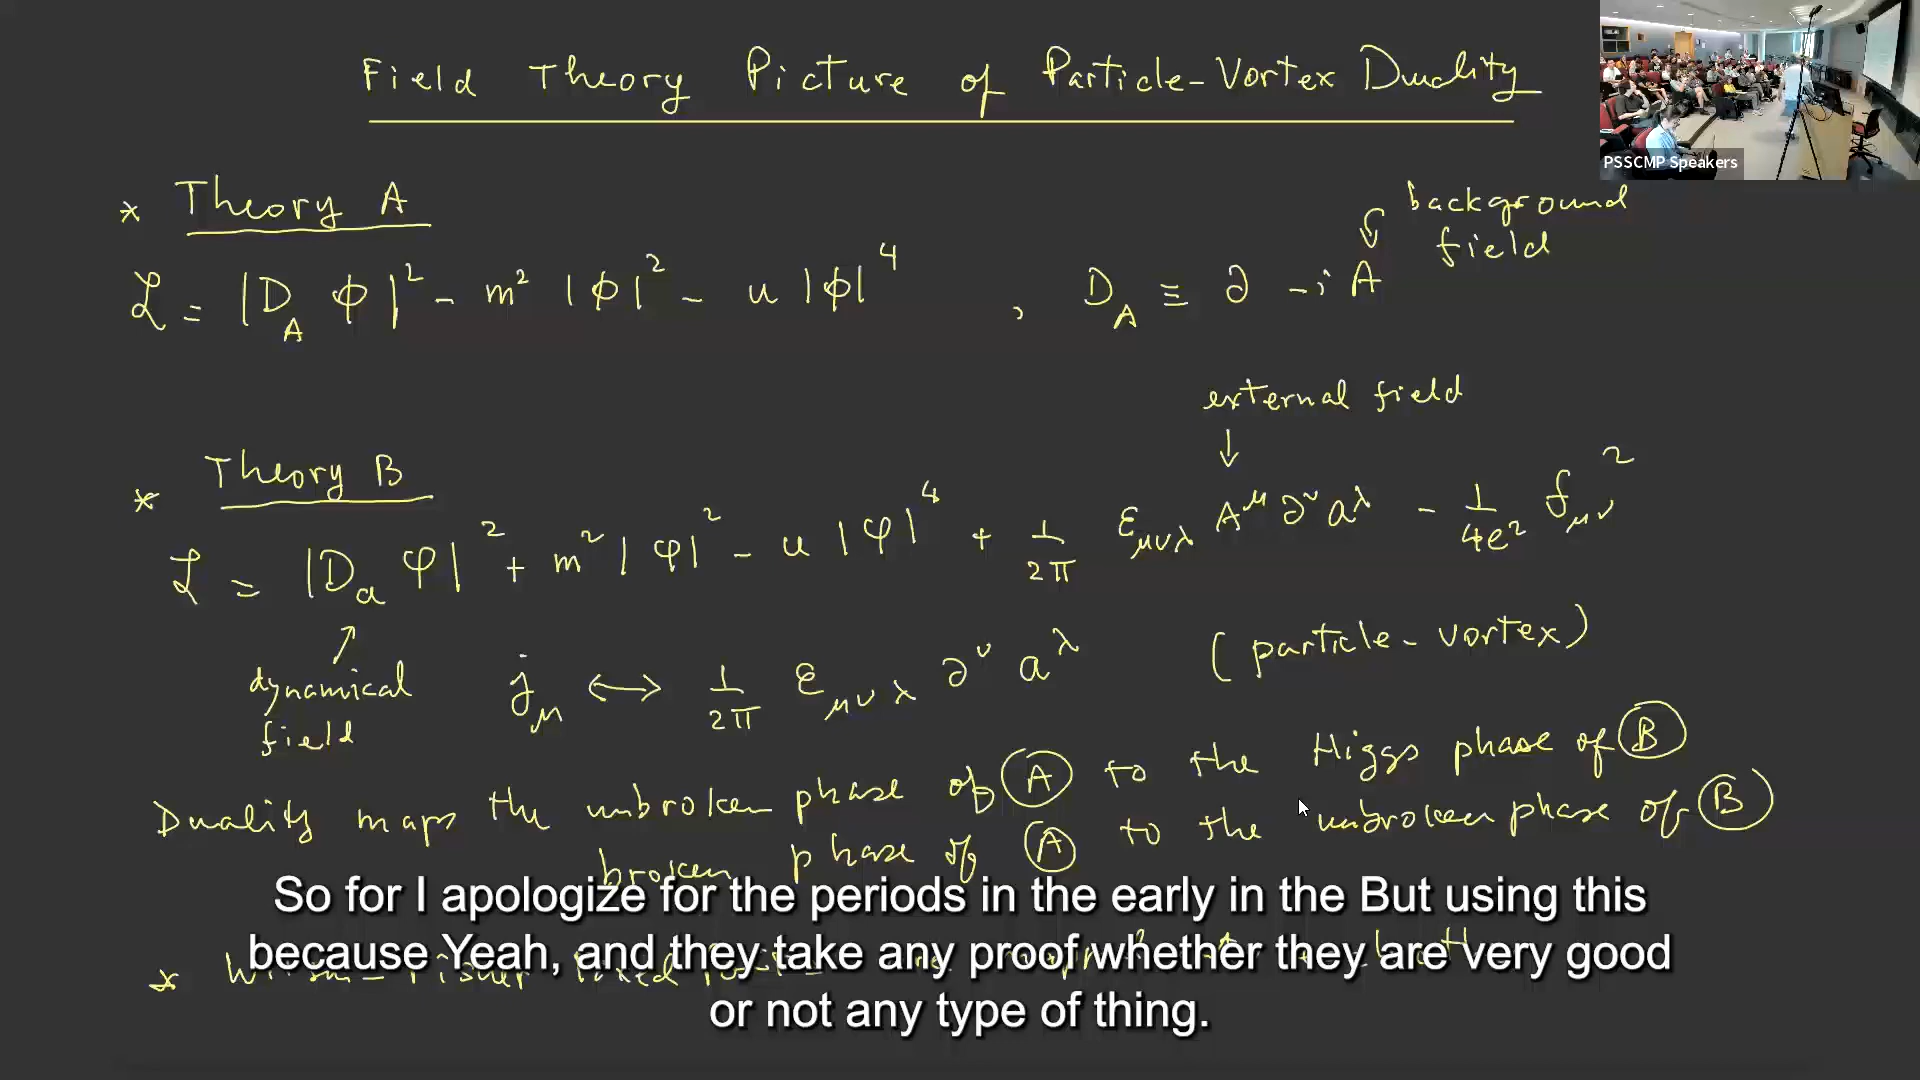 Field Theory Picture of Particle-Vortex Duality
PSSCMP Speakers
* Theory A
background field
ℒ = |D_A ϕ|² - m² |ϕ|² - u |ϕ|⁴ , D_A ≡ ∂ - i A
external field
* Theory B
ℒ = |D_a φ|² + m² |φ|² - u |φ|⁴ + 1/2π ε_μνλ A^μ ∂^ν a^λ - 1/4e² f_μν²
dynamical field
j_μ ↔ 1/2π ε_μνλ ∂^ν a^λ (particle-vortex)
Duality maps the unbroken phase of A to the Higgs phase of B
broken phase of A to the unbroken phase of B
So for I apologize for the periods in the early in the But using this
because Yeah, and they take any proof whether they are very good
or not any type of thing.